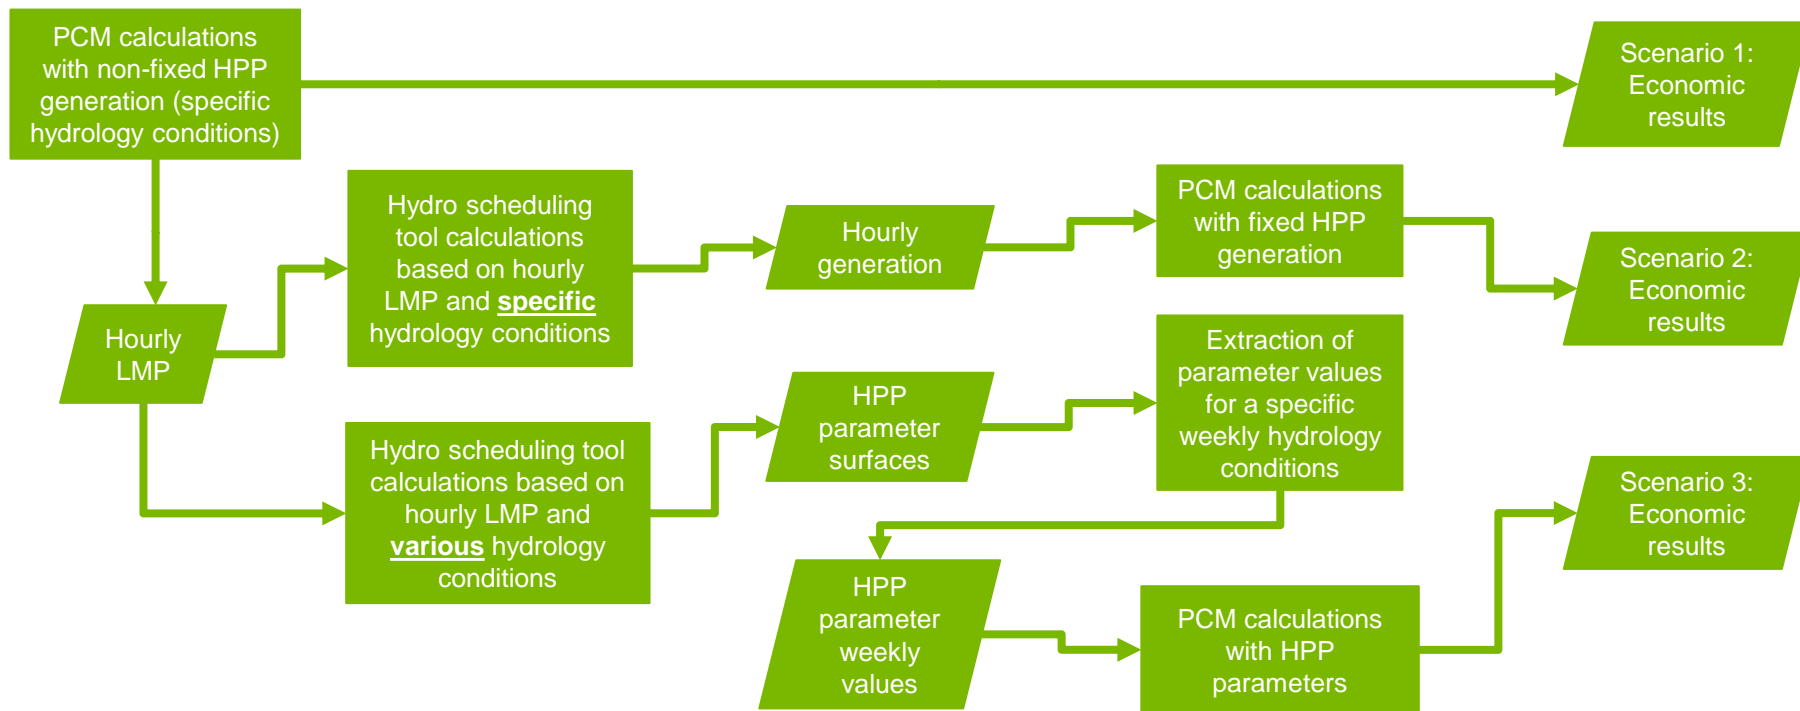 PCM calculations
with non-fixed HPP
generation (specific
hydrology conditions)
Scenario 1:
Economic
results
Hydro scheduling
tool calculations
based on hourly
LMP and specific
hydrology conditions
Hourly
generation
PCM calculations
with fixed HPP
generation
Scenario 2:
Economic
results
Hourly
LMP
Hydro scheduling tool
calculations based on
hourly LMP and
various hydrology
conditions
HPP
parameter
surfaces
Extraction of
parameter values
for a specific
weekly hydrology
conditions
HPP
parameter
weekly
values
PCM calculations
with HPP
parameters
Scenario 3:
Economic
results